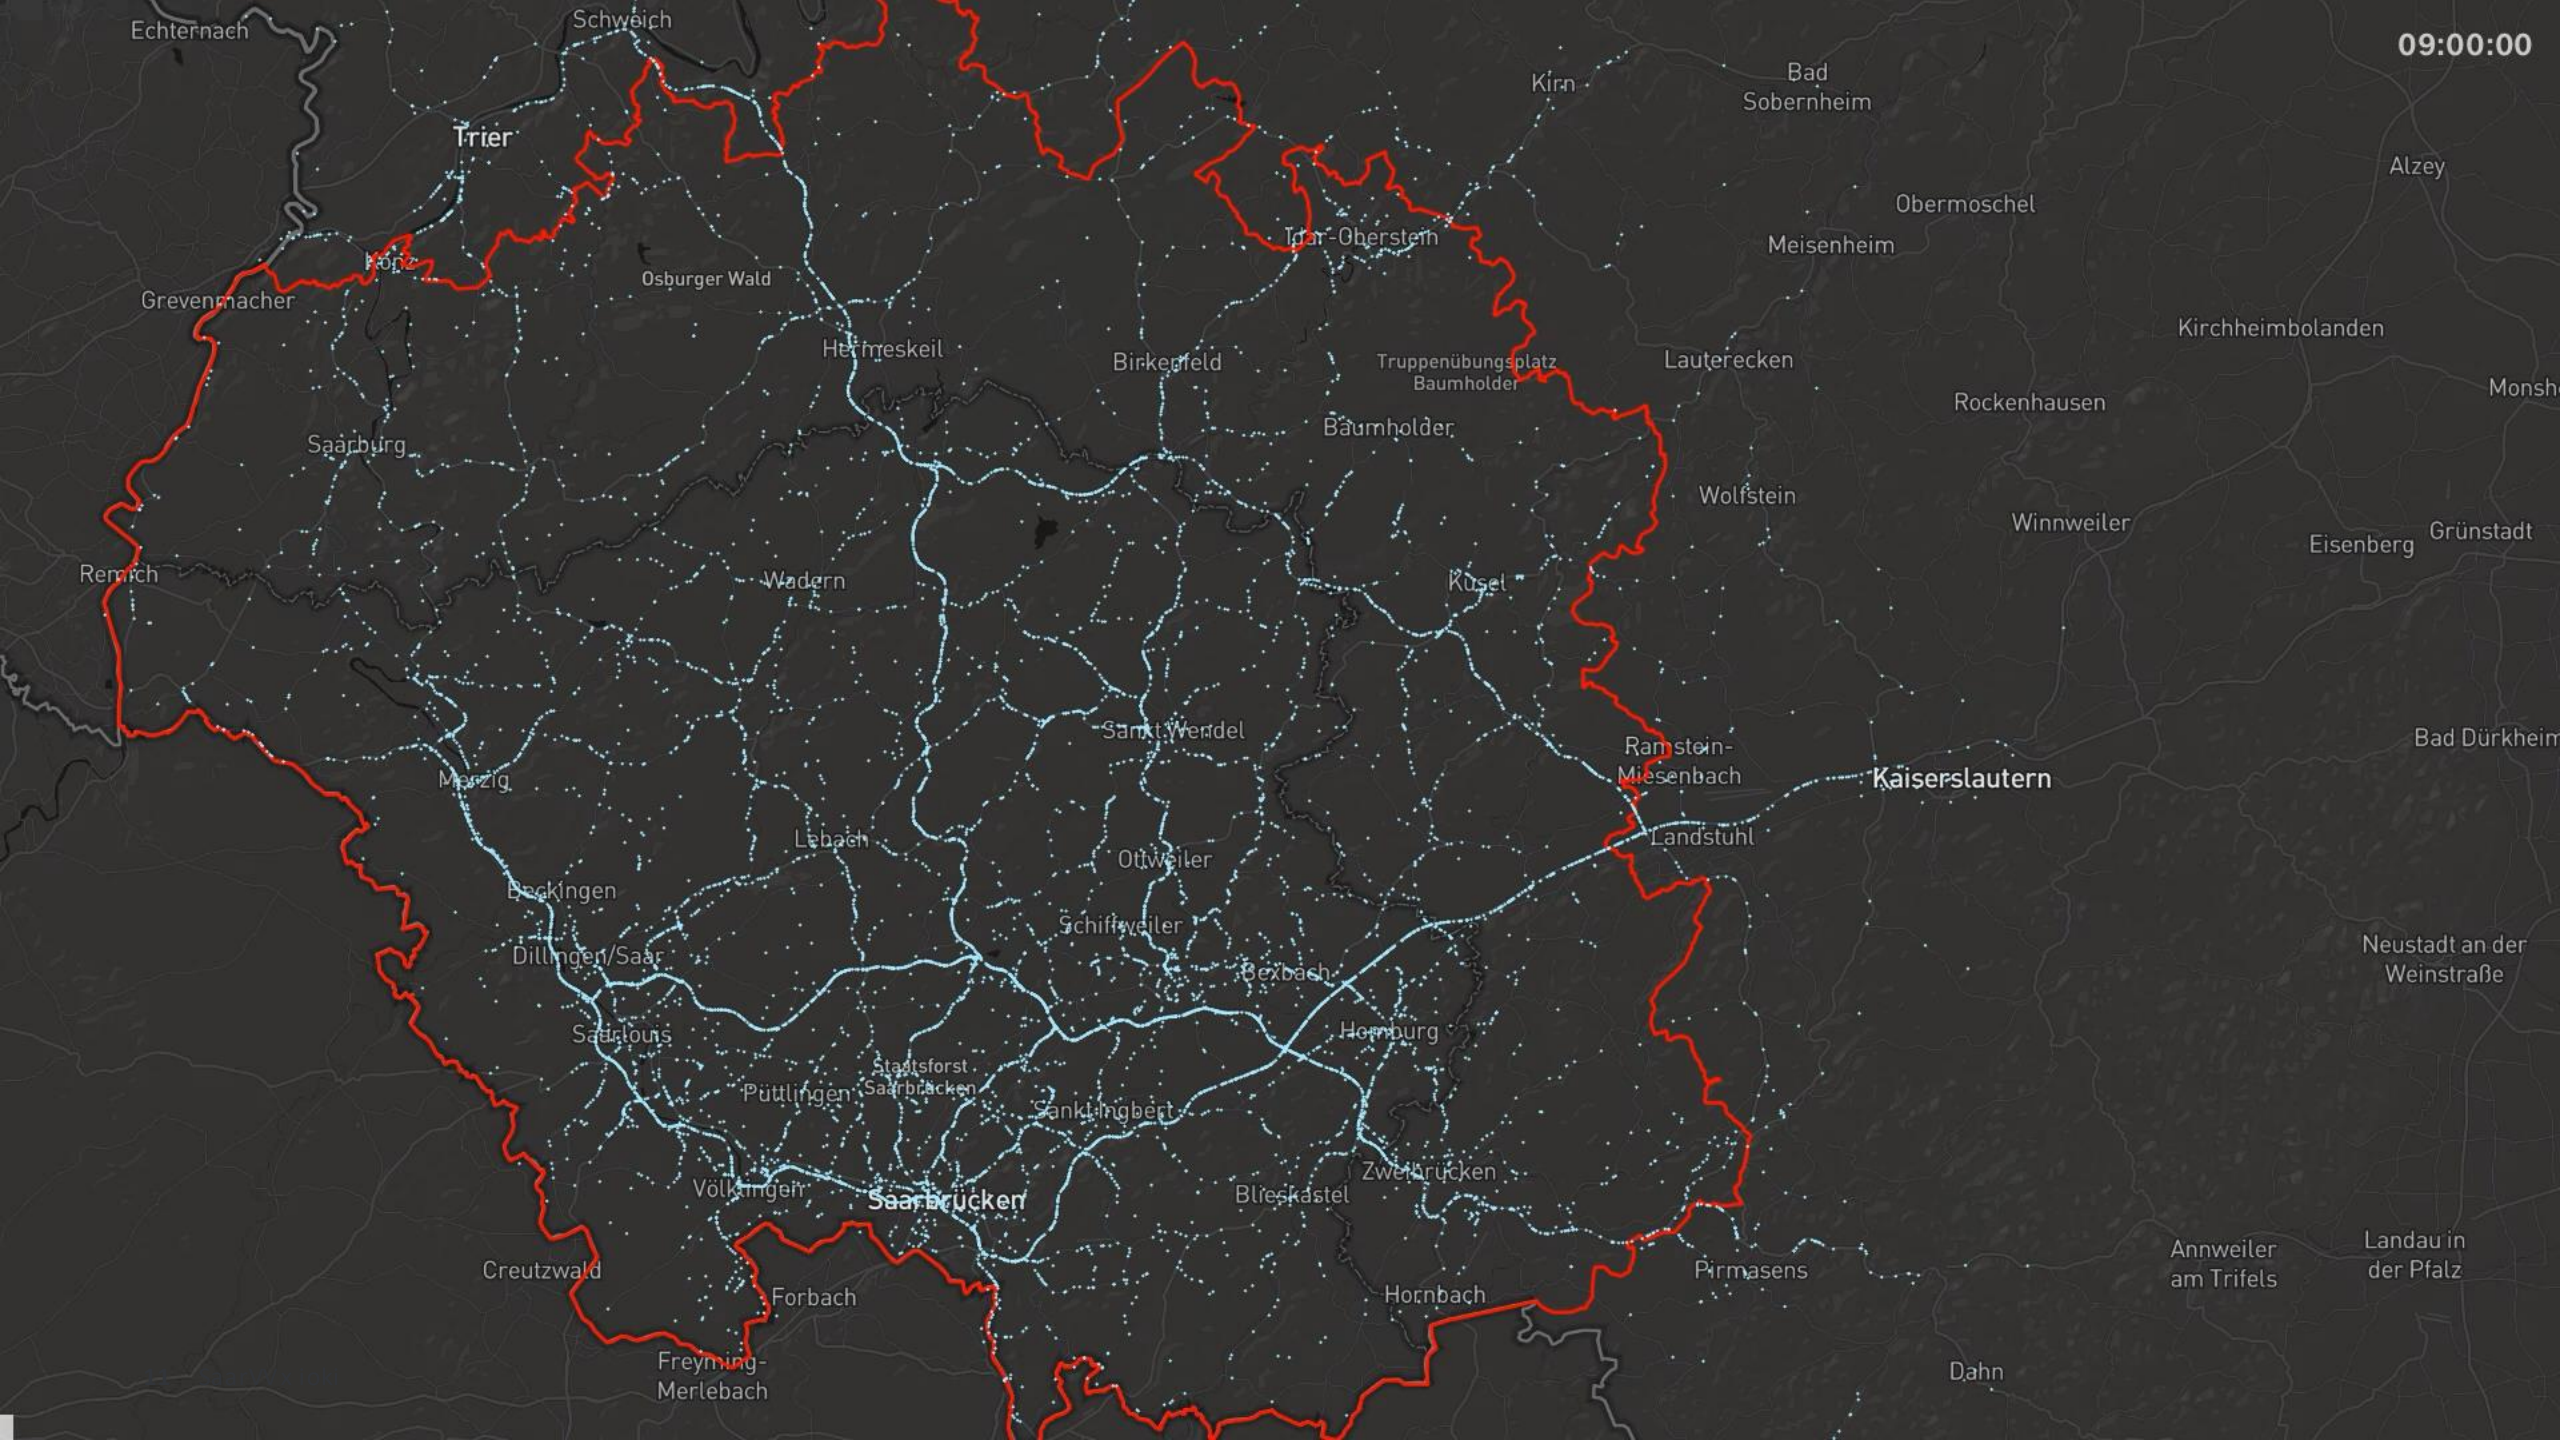 Schweich
Echternach
09:00:00
Bad
Sobernheim
Kirn
Trier
Alzey
Obermoschel
Idar-Oberstein
Meisenheim
Konz
Osburger Wald
Grevenmacher
Kirchheimbolanden
Hermeskeil
Birkenfeld
Truppenübungsplatz
Baumholder
Lauterecken
Monsh
Rockenhausen
Baumholder
Saarburg
Wolfstein
Winnweiler
Grünstadt
Eisenberg
Remich
Wadern
Kusel
Sankt Wendel
Bad Dürkheim
Ramstein-
Miesenbach
Merzig
Kaiserslautern
Lebach
Landstuhl
Ottweiler
Beckingen
Schiffweiler
Neustadt an der
Weinstraße
Dillingen/Saar
Bexbach
Saarlouis
Homburg
Staatsforst
Saarbrücken
Püttlingen
Sankt Ingbert
Zweibrücken
Völklingen
Saarbrücken
Blieskastel
Creutzwald
Pirmasens
Annweiler
am Trifels
Landau in
der Pfalz
Forbach
Hornbach
Freyming-
Merlebach
Dahn